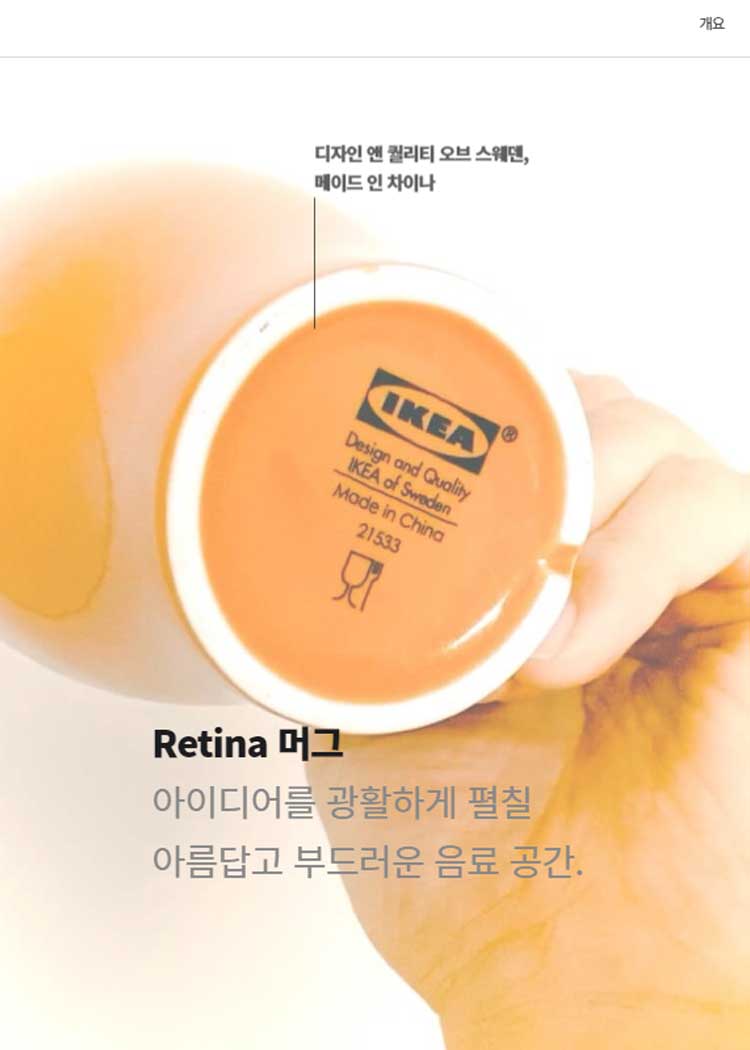 개요
디자인 앤 퀄리티 오브 스웨덴,
메이드 인 차이나
IKEA®
Design and Quality
IKEA of Sweden
Made in China
21533
Retina 머그
아이디어를 광활하게 펼칠
아름답고 부드러운 음료 공간.